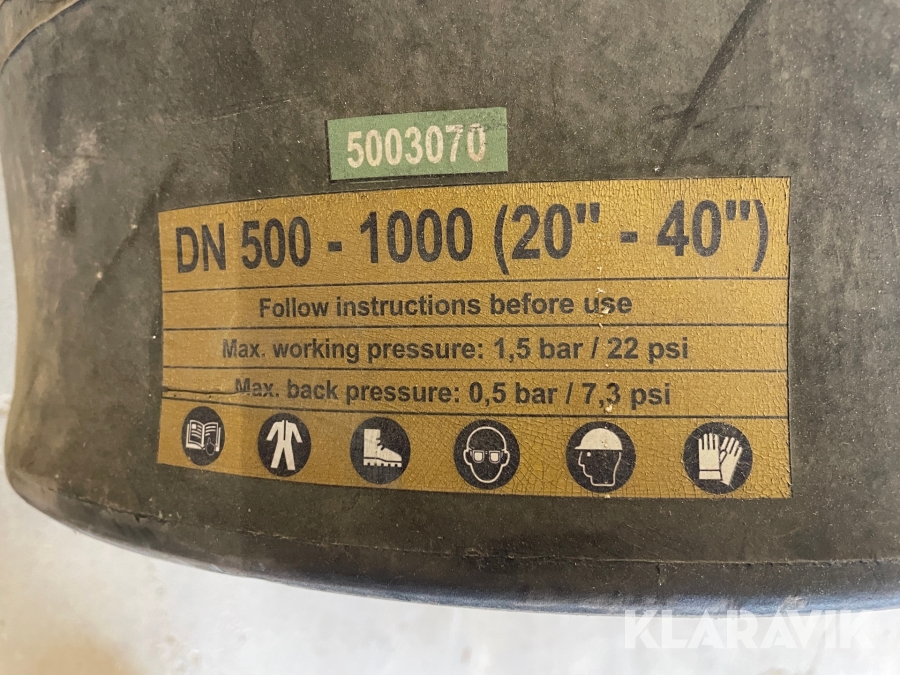 5003070
DN 500 - 1000 (20" - 40")
Follow instructions before use
Max. working pressure: 1,5 bar / 22 psi
Max. back pressure: 0,5 bar / 7,3 psi
KLARAVIK